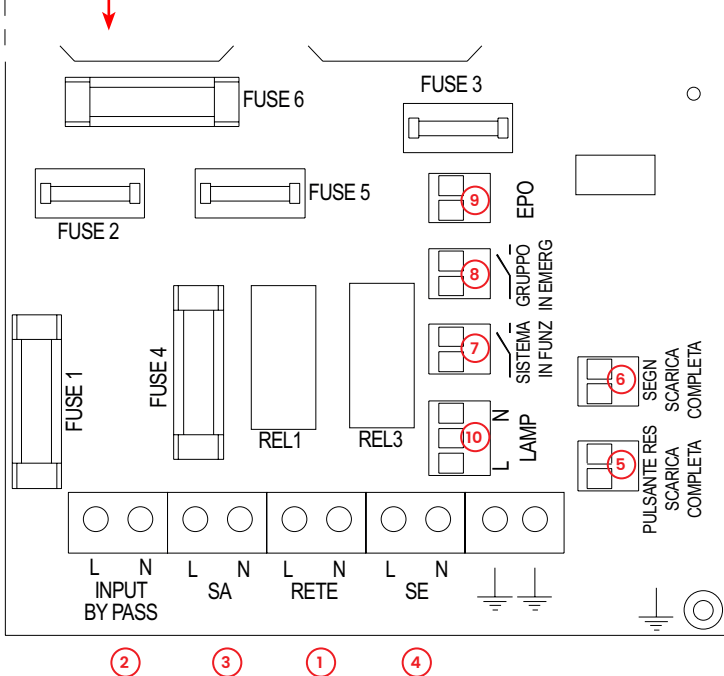 FUSE 6
FUSE 3
FUSE 2
FUSE 5
9
EPO
8
GRUPPO
IN EMERG
7
SISTEMA
IN FUNZ
FUSE 1
FUSE 4
REL1
REL3
10
L N
LAMP
6
SEGN
SCARICA
COMPLETA
5
PULSANTE RES
SCARICA
COMPLETA
L N
INPUT
BY PASS
L N
SA
L N
RETE
L N
SE
2
3
1
4